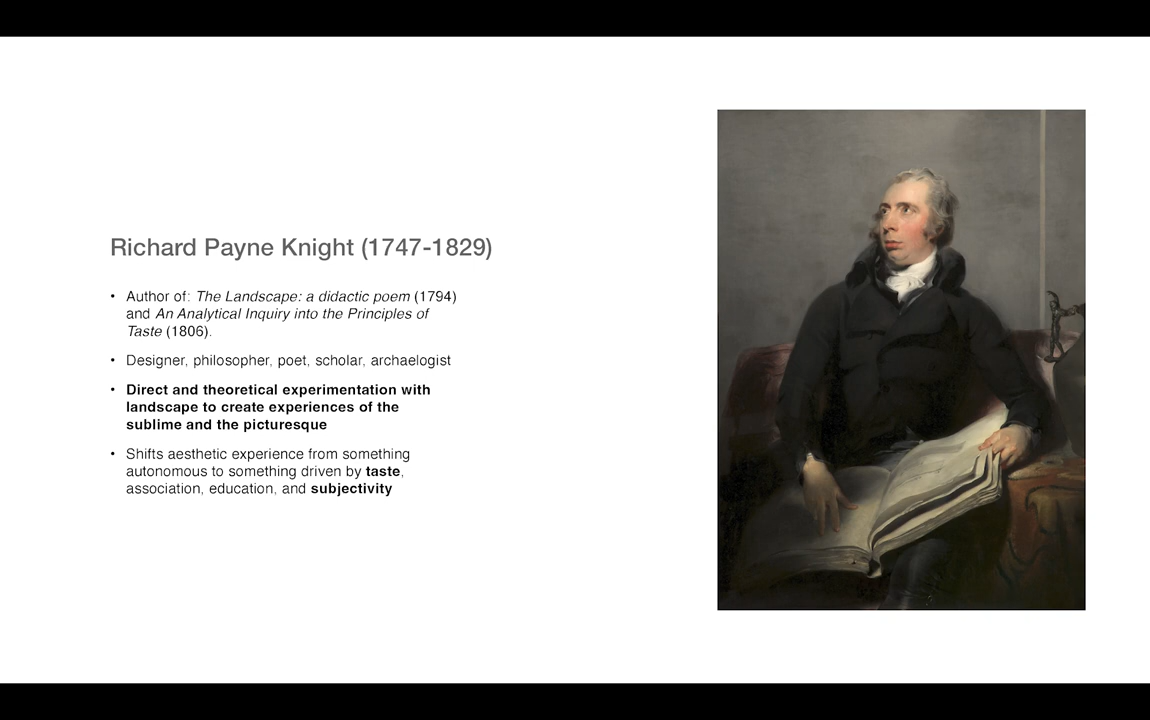 Richard Payne Knight (1747-1829)
• Author of: The Landscape: a didactic poem (1794)
and An Analytical Inquiry into the Principles of
Taste (1806).
• Designer, philosopher, poet, scholar, archaelogist
• Direct and theoretical experimentation with
landscape to create experiences of the
sublime and the picturesque
• Shifts aesthetic experience from something
autonomous to something driven by taste,
association, education, and subjectivity